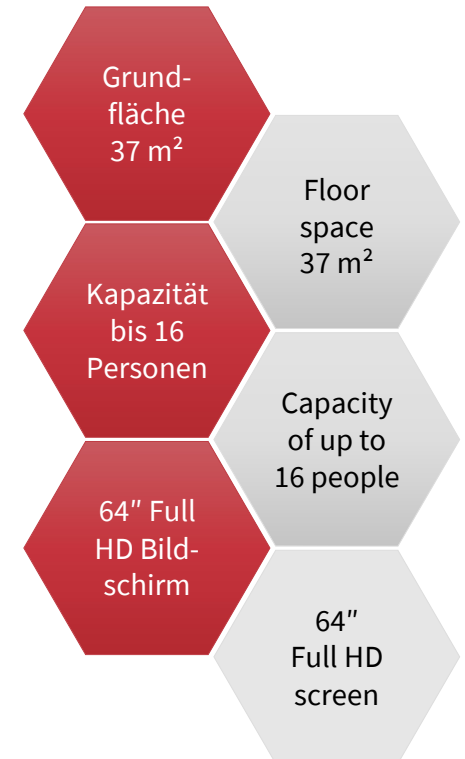 Grund-
fläche
37 m²
Floor
space
37 m²
Kapazität
bis 16
Personen
Capacity
of up to
16 people
64″ Full
HD Bild-
schirm
64″
Full HD
screen